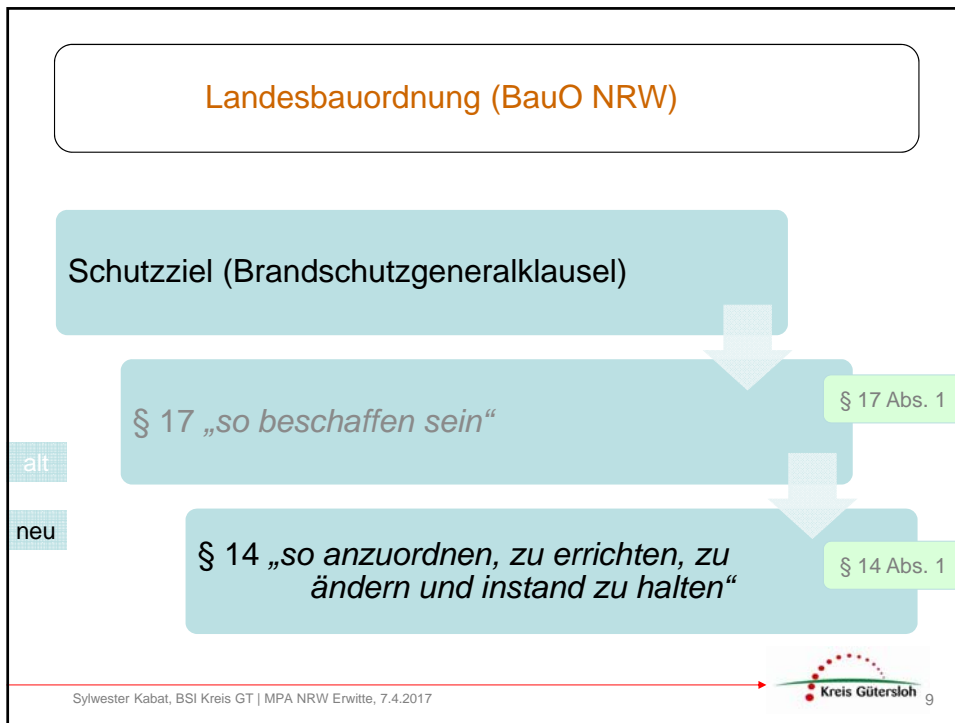 Landesbauordnung (BauO NRW)
Schutzziel (Brandschutzgeneralklausel)
§ 17 „so beschaffen sein“
§ 17 Abs. 1
alt
neu
§ 14 „so anzuordnen, zu errichten, zu
ändern und instand zu halten“
§ 14 Abs. 1
Sylwester Kabat, BSI Kreis GT | MPA NRW Erwitte, 7.4.2017
Kreis Gütersloh
9